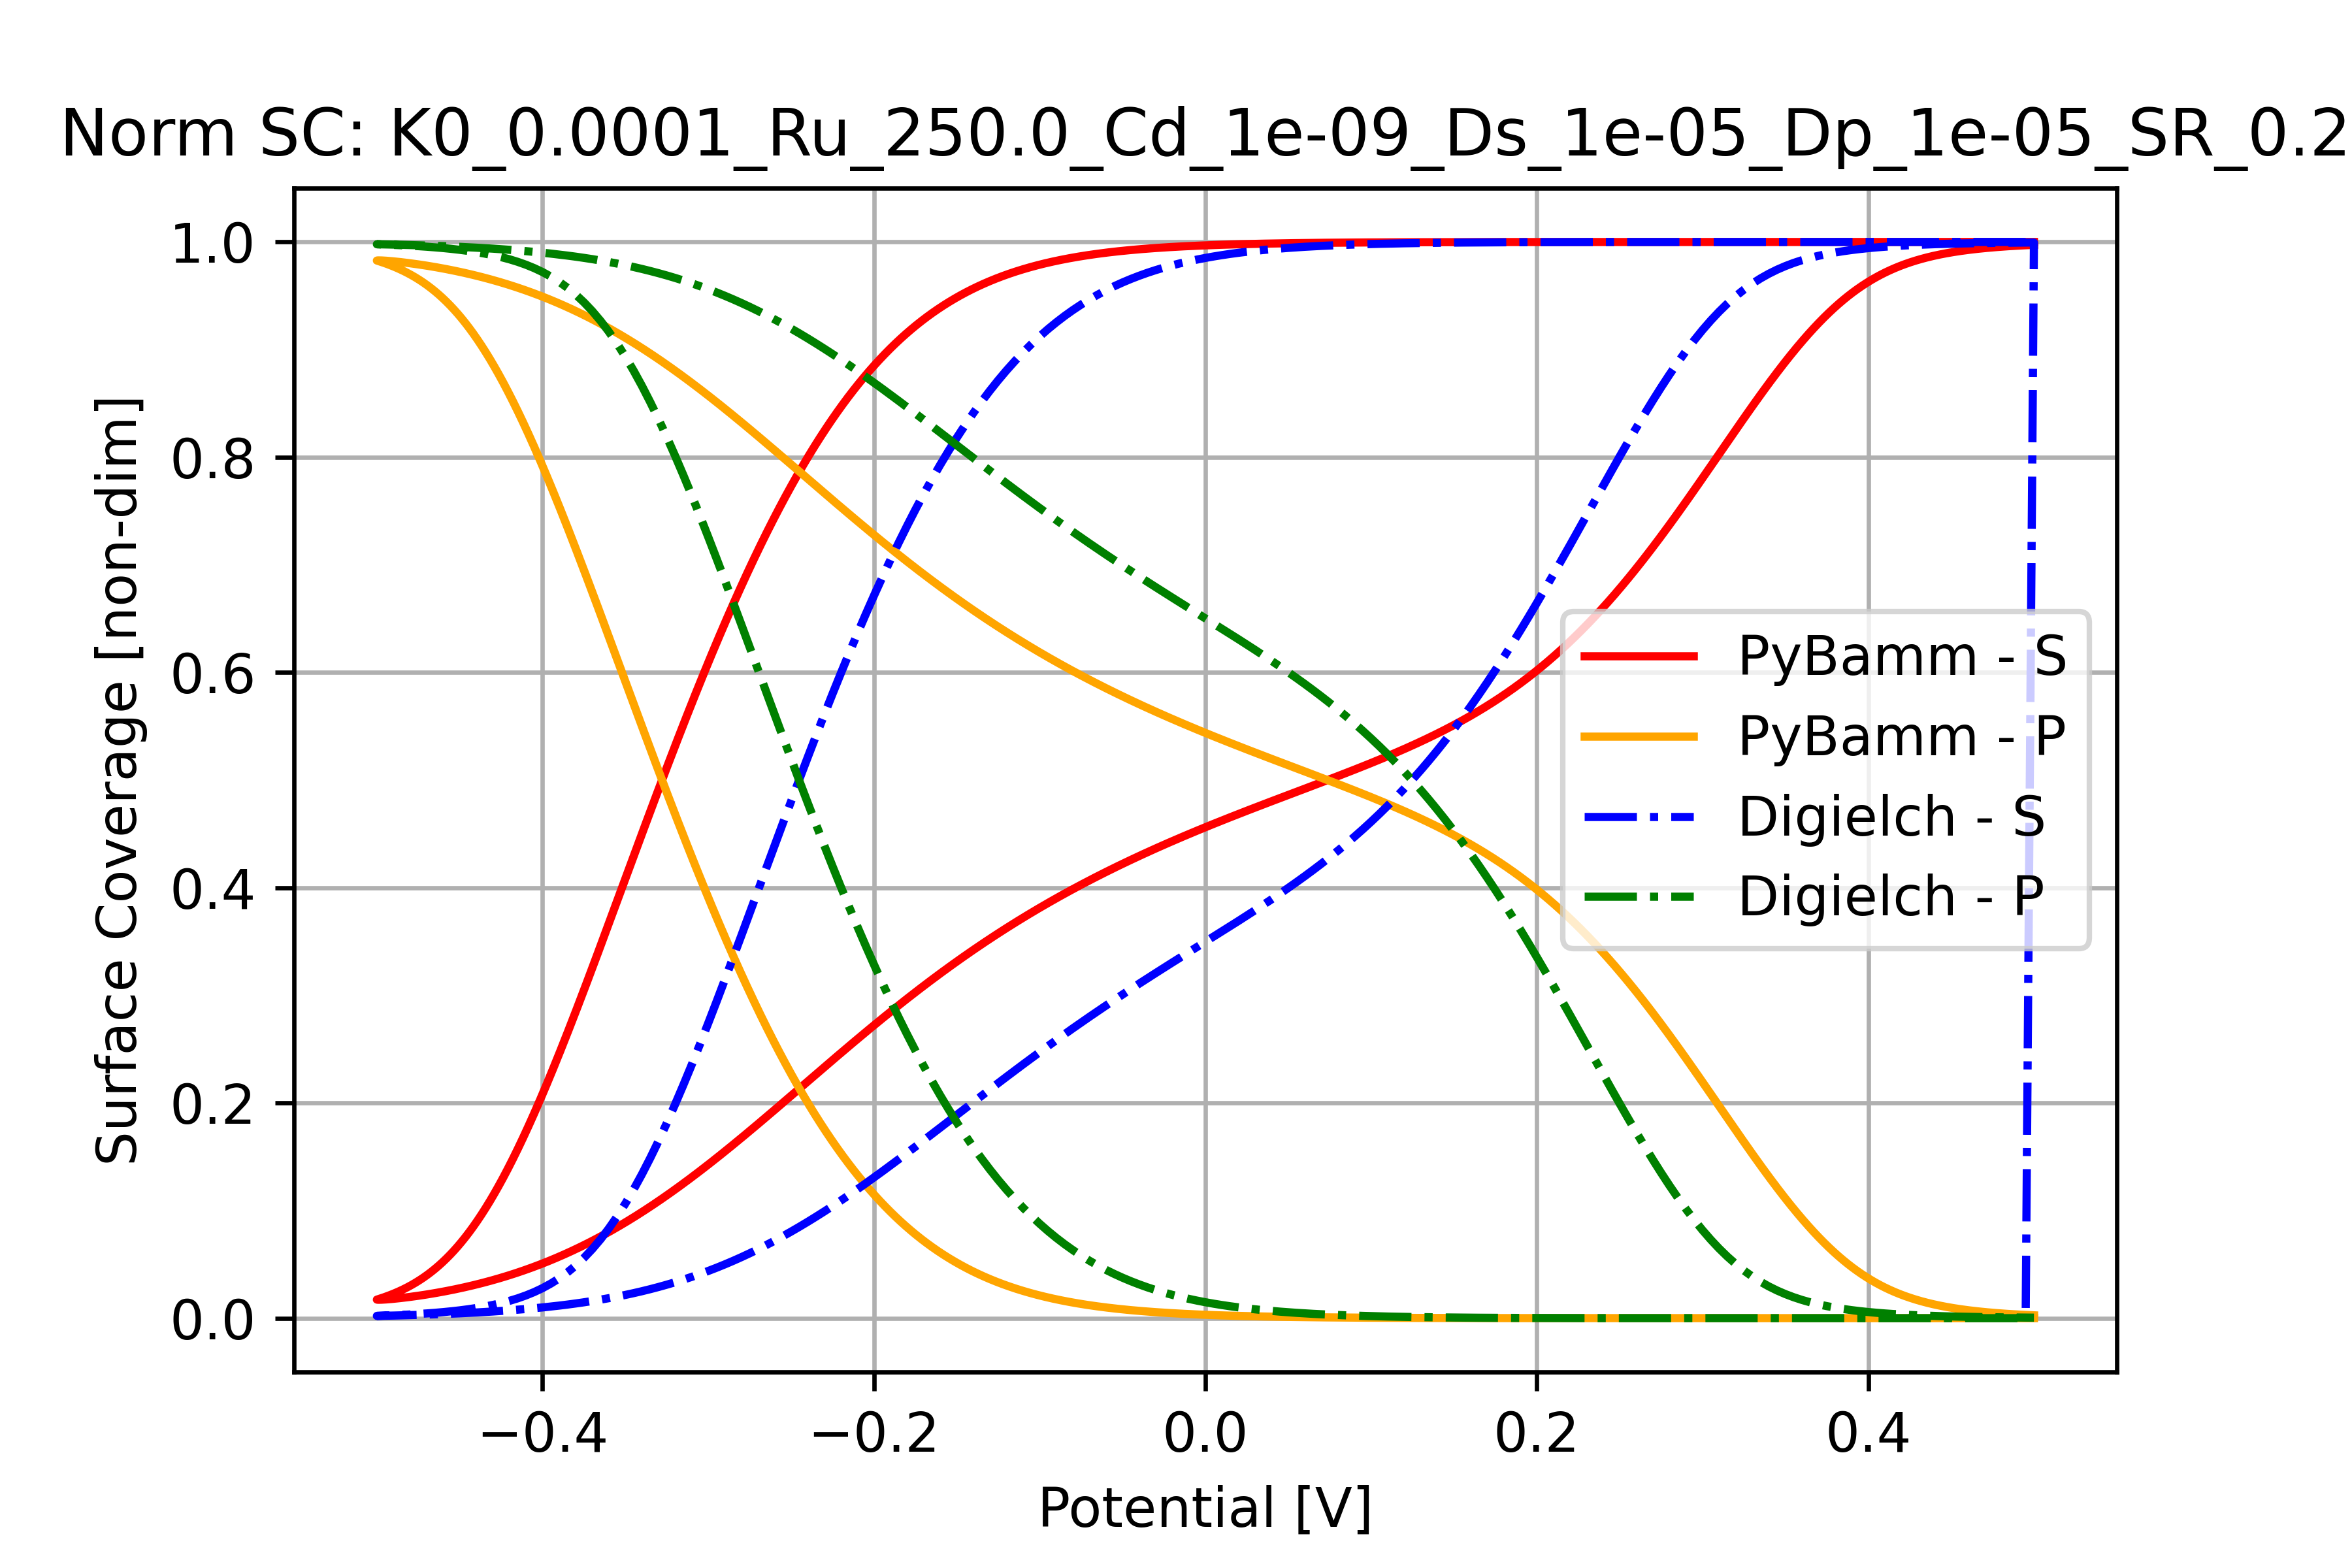 Norm SC: K0_0.0001_Ru_250.0_Cd_1e-09_Ds_1e-05_Dp_1e-05_SR_0.2
1.0
0.8
0.6
0.4
0.2
0.0
Surface Coverage [non-dim]
PyBamm - S
PyBamm - P
Digielch - S
Digielch - P
−0.4 −0.2 0.0 0.2 0.4
Potential [V]